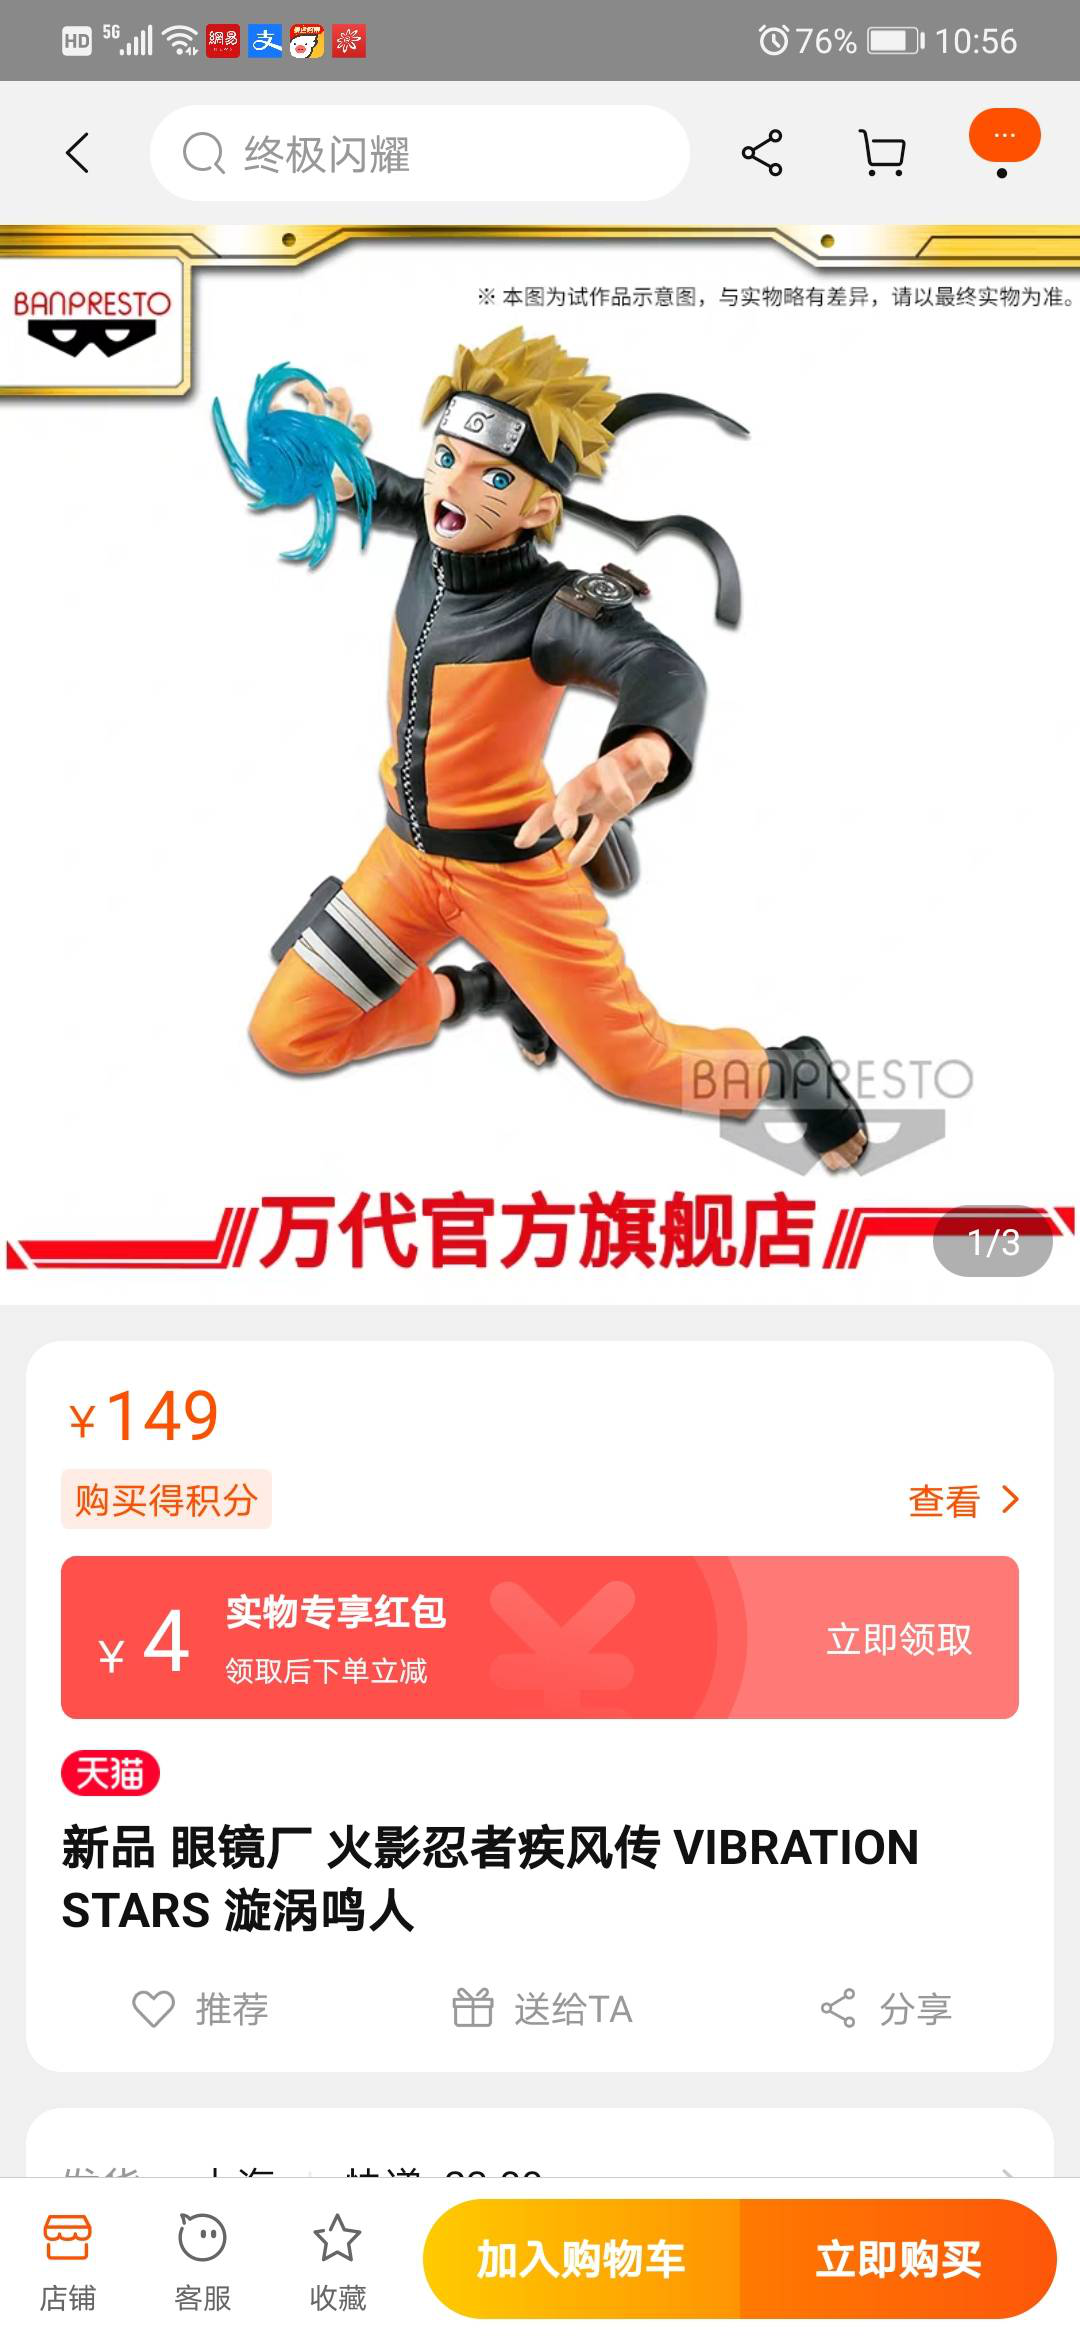 HD 5G 網易 支 76% 10:56
终极闪耀
BANPRESTO
※ 本图为试作品示意图，与实物略有差异，请以最终实物为准。
BANPRESTO
万代官方旗舰店
1/3
￥149
购买得积分
查看
￥4
实物专享红包
领取后下单立减
立即领取
天猫
新品 眼镜厂 火影忍者疾风传 VIBRATION
STARS 漩涡鸣人
推荐
送给TA
分享
店铺
客服
收藏
加入购物车
立即购买